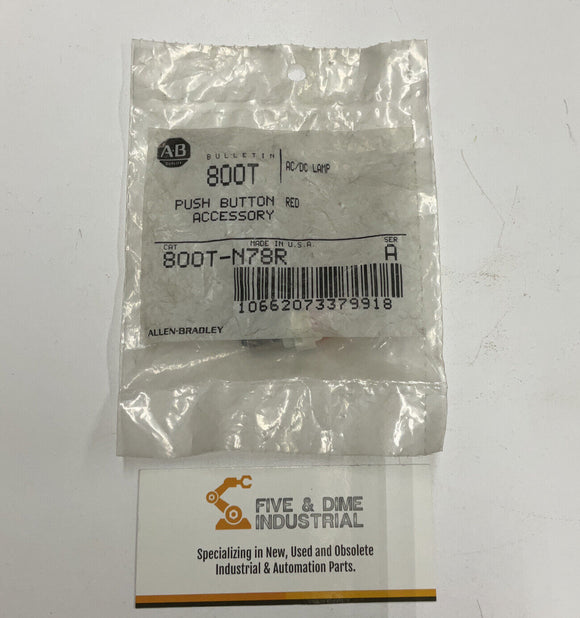 A-B
QUALITY
BULLETIN
800T
AC/DC LAMP
PUSH BUTTON
ACCESSORY
RED
CAT
MADE IN U.S.A.
SER
800T-N78R
A
10662073379918
ALLEN-BRADLEY
FIVE & DIME
INDUSTRIAL
Specializing in New, Used and Obsolete
Industrial & Automation Parts.